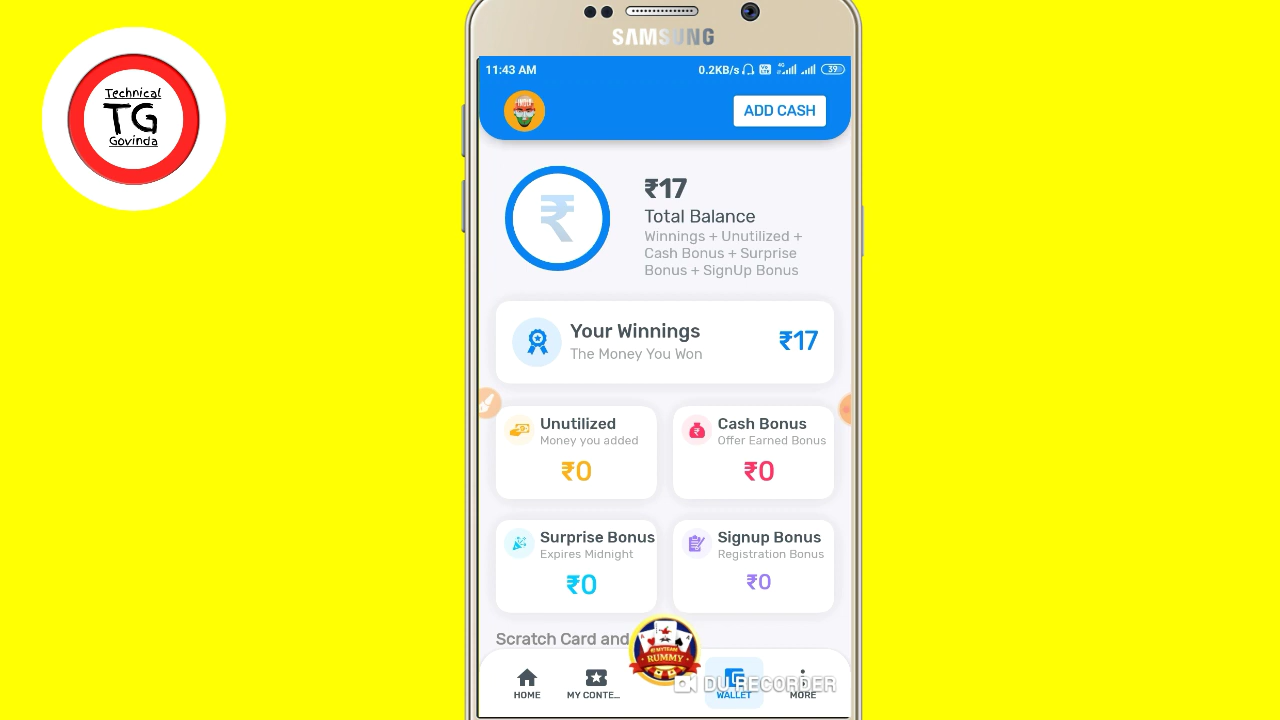 Technical
TG
Govinda
SAMSUNG
11:43 AM
0.2KB/s
4G
39
ADD CASH
₹
₹17
Total Balance
Winnings + Unutilized +
Cash Bonus + Surprise
Bonus + SignUp Bonus
Your Winnings
The Money You Won
₹17
Unutilized
Money you added
₹0
Cash Bonus
Offer Earned Bonus
₹0
Surprise Bonus
Expires Midnight
₹0
Signup Bonus
Registration Bonus
₹0
Scratch Card and
RUMMY
DU RECORDER
HOME
MY CONTE...
WALLET
MORE